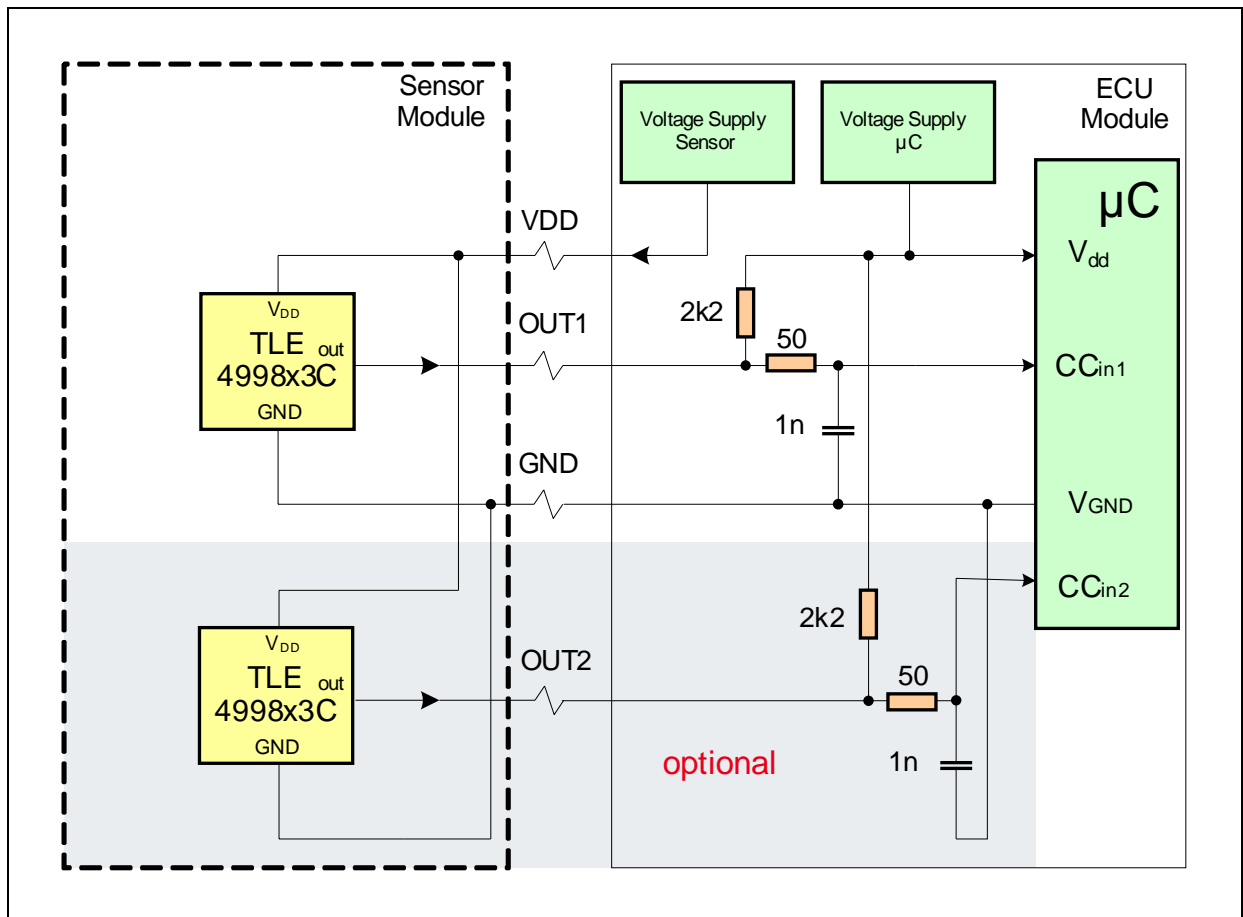 Sensor
Module
Voltage Supply
Sensor
Voltage Supply
µC
ECU
Module
µC
VDD
Vdd
VDD
TLE out
4998x3C
GND
OUT1
2k2
50
CCin1
1n
GND
VGND
CCin2
2k2
VDD
TLE out
4998x3C
GND
OUT2
50
optional
1n